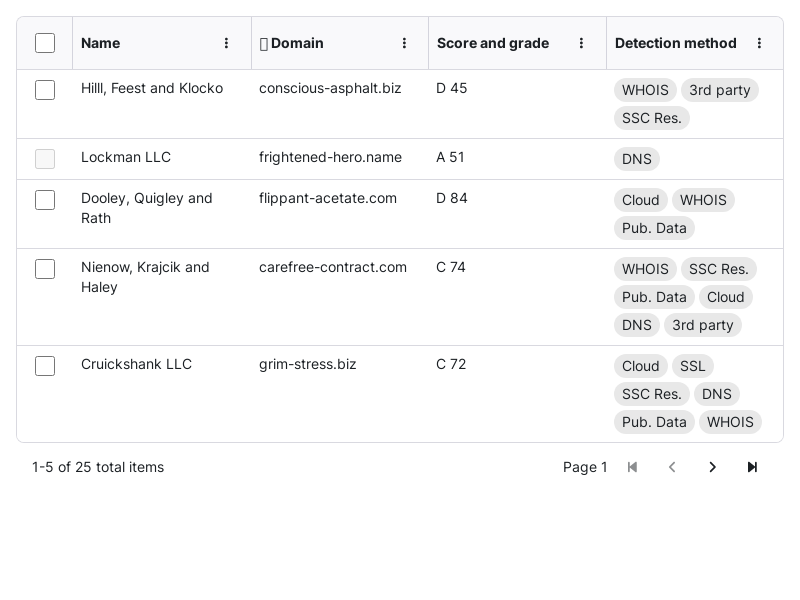 Name Domain Score and grade Detection method
Hilll, Feest and Klocko conscious-asphalt.biz D 45 WHOIS 3rd party
SSC Res.
Lockman LLC frightened-hero.name A 51 DNS
Dooley, Quigley and flippant-acetate.com D 84 Cloud WHOIS
Rath Pub. Data
Nienow, Krajcik and carefree-contract.com C 74 WHOIS SSC Res.
Haley Pub. Data Cloud
DNS 3rd party
Cruickshank LLC grim-stress.biz C 72 Cloud SSL
SSC Res. DNS
Pub. Data WHOIS
1-5 of 25 total items Page 1